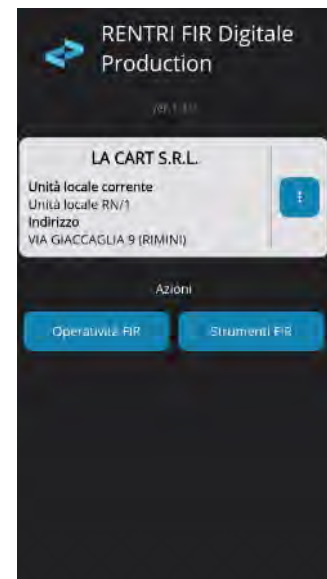 RENTRI FIR Digitale
Production
LA CART S.R.L.
Unità locale corrente
Unità locale RN/1
Indirizzo
VIA GIACCAGLIA 9 (RIMINI)
Azioni
Operatività FIR
Strumenti FIR